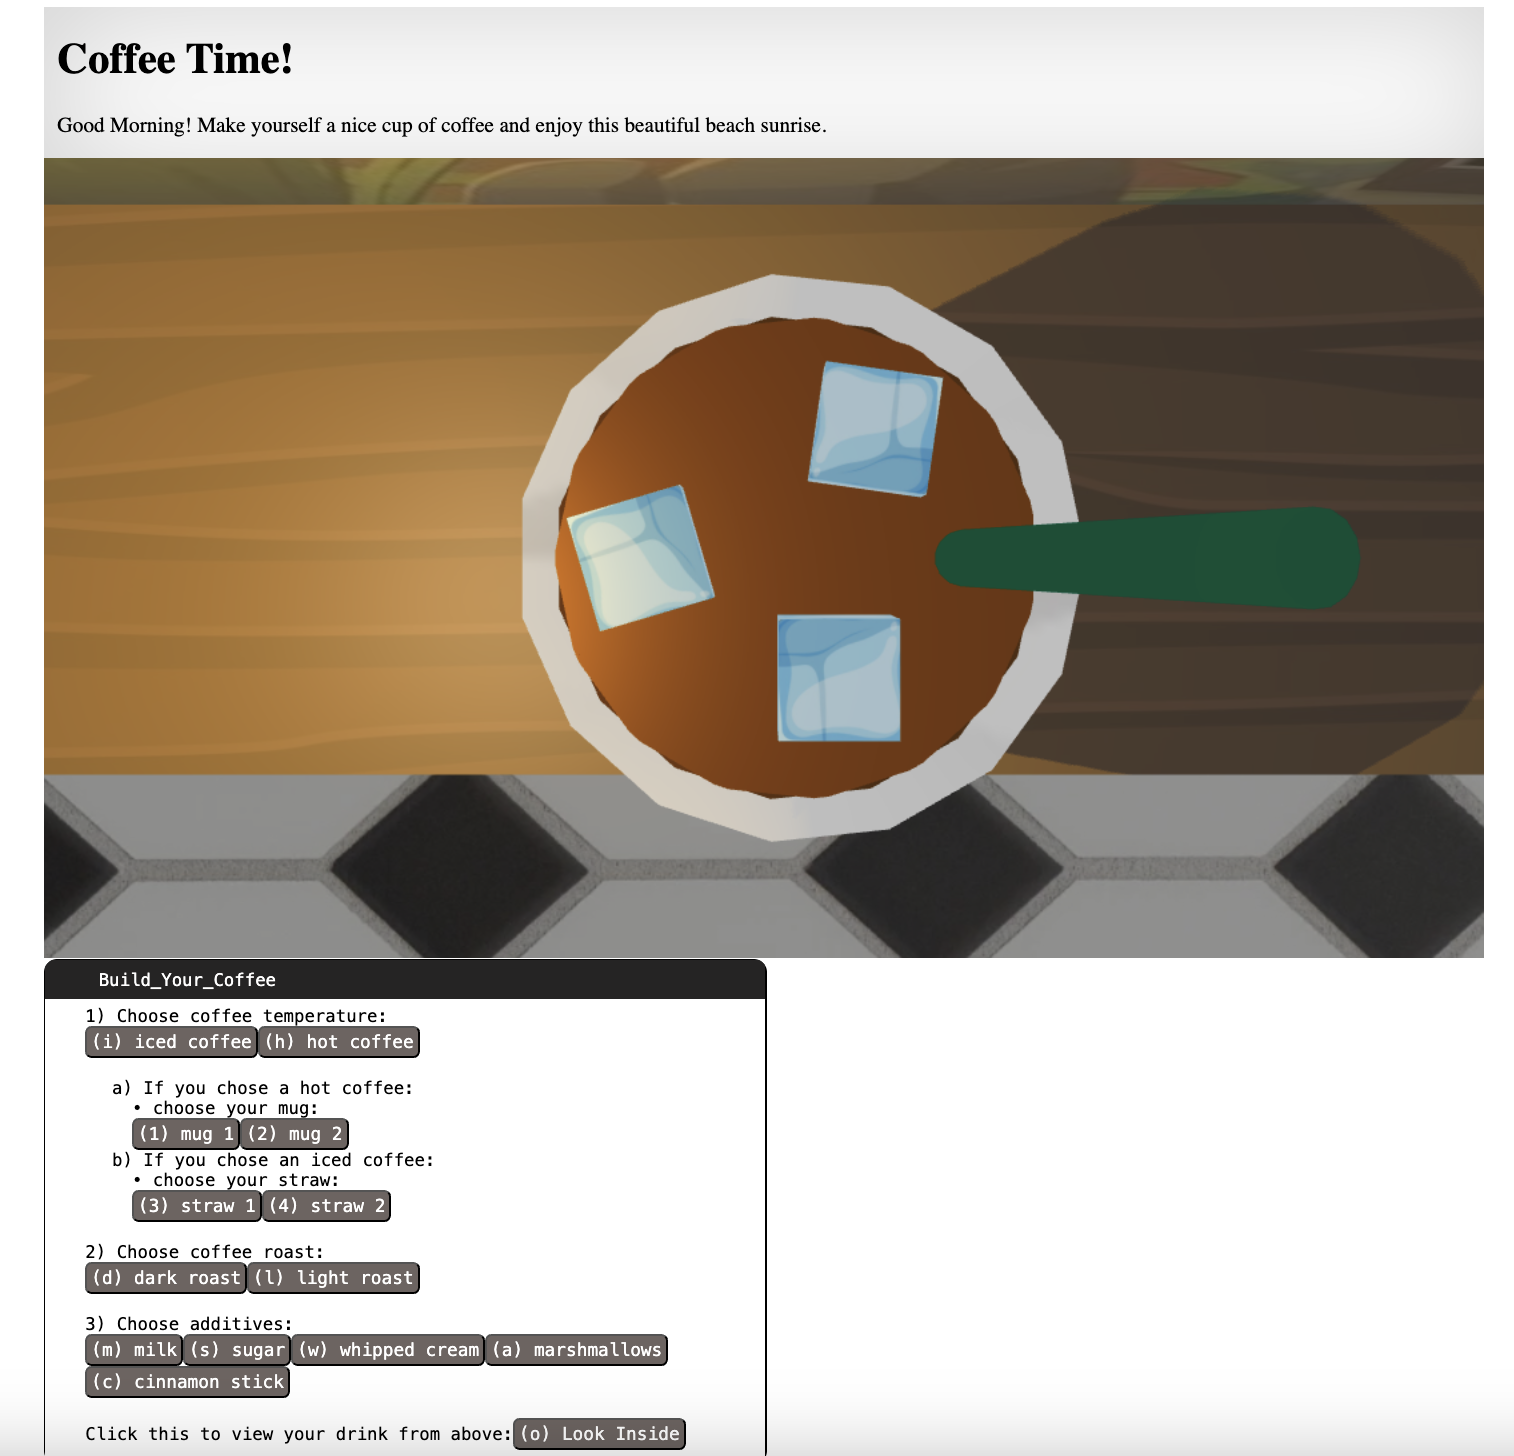 Coffee Time!
Good Morning! Make yourself a nice cup of coffee and enjoy this beautiful beach sunrise.
Build_Your_Coffee
1) Choose coffee temperature:
(i) iced coffee (h) hot coffee
a) If you chose a hot coffee:
• choose your mug:
(1) mug 1 (2) mug 2
b) If you chose an iced coffee:
• choose your straw:
(3) straw 1 (4) straw 2
2) Choose coffee roast:
(d) dark roast (l) light roast
3) Choose additives:
(m) milk (s) sugar (w) whipped cream (a) marshmallows
(c) cinnamon stick
Click this to view your drink from above: (o) Look Inside